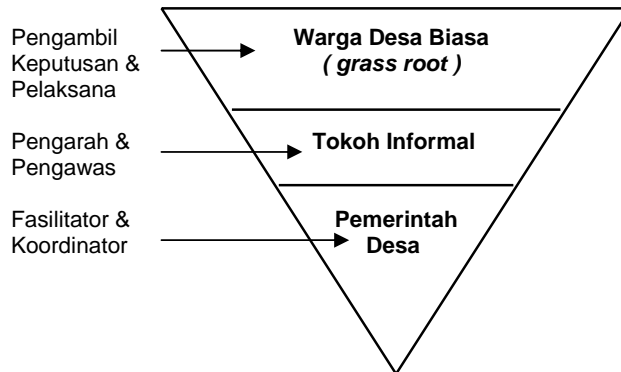 Pengambil
Keputusan &
Pelaksana
Warga Desa Biasa
( grass root )
Pengarah &
Pengawas
Tokoh Informal
Fasilitator &
Koordinator
Pemerintah
Desa